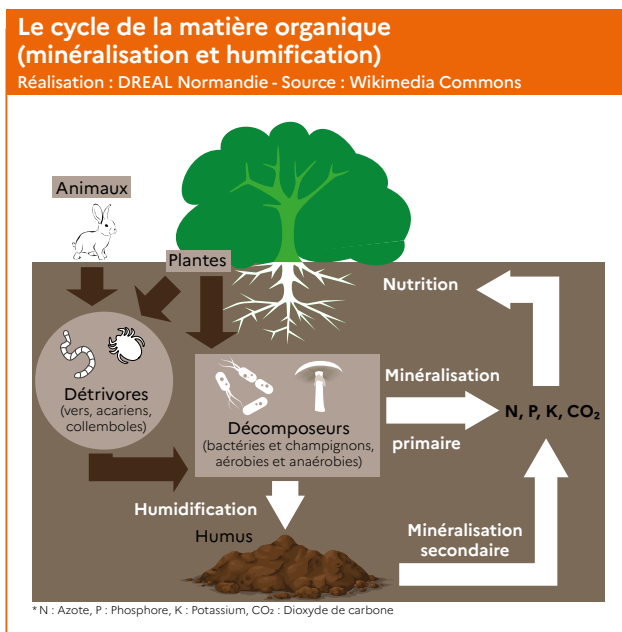 Le cycle de la matière organique
(minéralisation et humification)
Réalisation : DREAL Normandie - Source : Wikimedia Commons
Animaux
Plantes
Nutrition
Détrivores
(vers, acariens,
collemboles)
Décomposeurs
(bactéries et champignons,
aérobies et anaérobies)
Minéralisation
primaire
N, P, K, CO₂
Humidification
Humus
Minéralisation
secondaire
* N : Azote, P : Phosphore, K : Potassium, CO₂ : Dioxyde de carbone